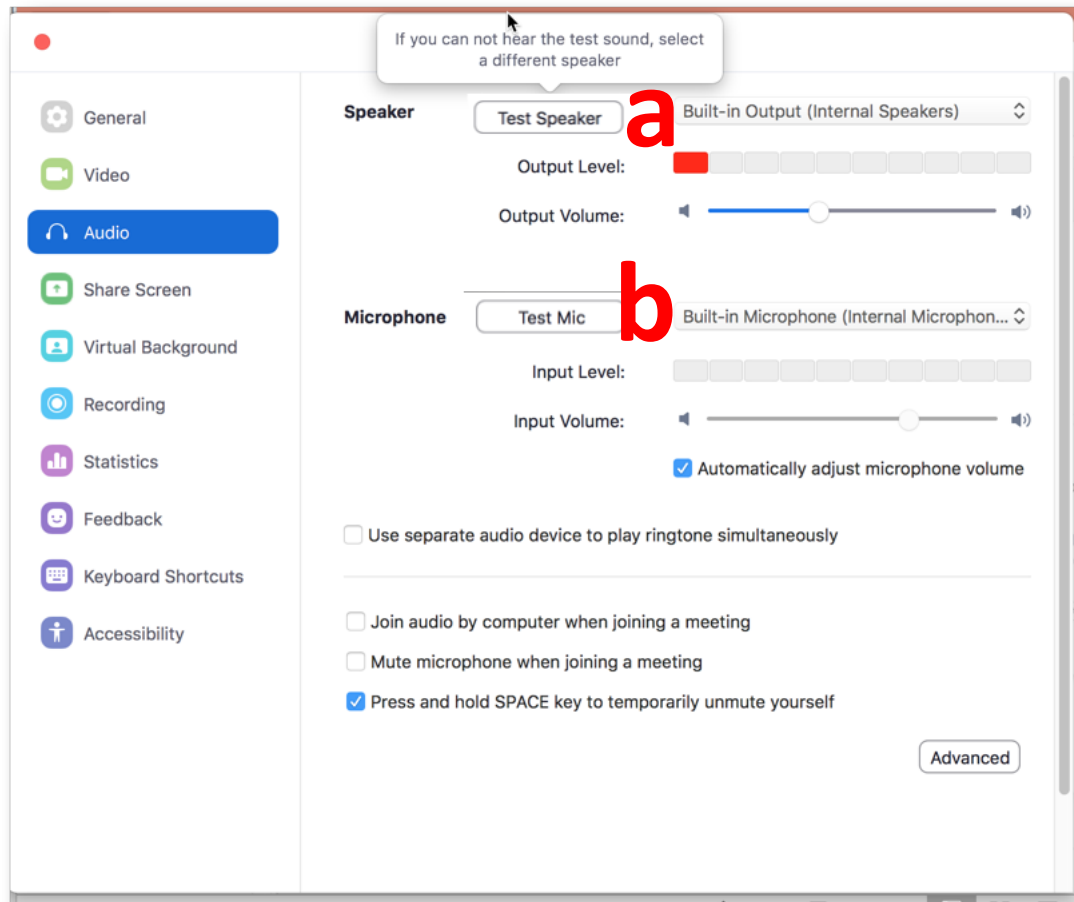 If you can not hear the test sound, select
a different speaker
General
Video
Audio
Share Screen
Virtual Background
Recording
Statistics
Feedback
Keyboard Shortcuts
Accessibility
Speaker Test Speaker a Built-in Output (Internal Speakers)
Output Level:
Output Volume:
Microphone Test Mic b Built-in Microphone (Internal Microphon...
Input Level:
Input Volume:
Automatically adjust microphone volume
Use separate audio device to play ringtone simultaneously
Join audio by computer when joining a meeting
Mute microphone when joining a meeting
Press and hold SPACE key to temporarily unmute yourself
Advanced